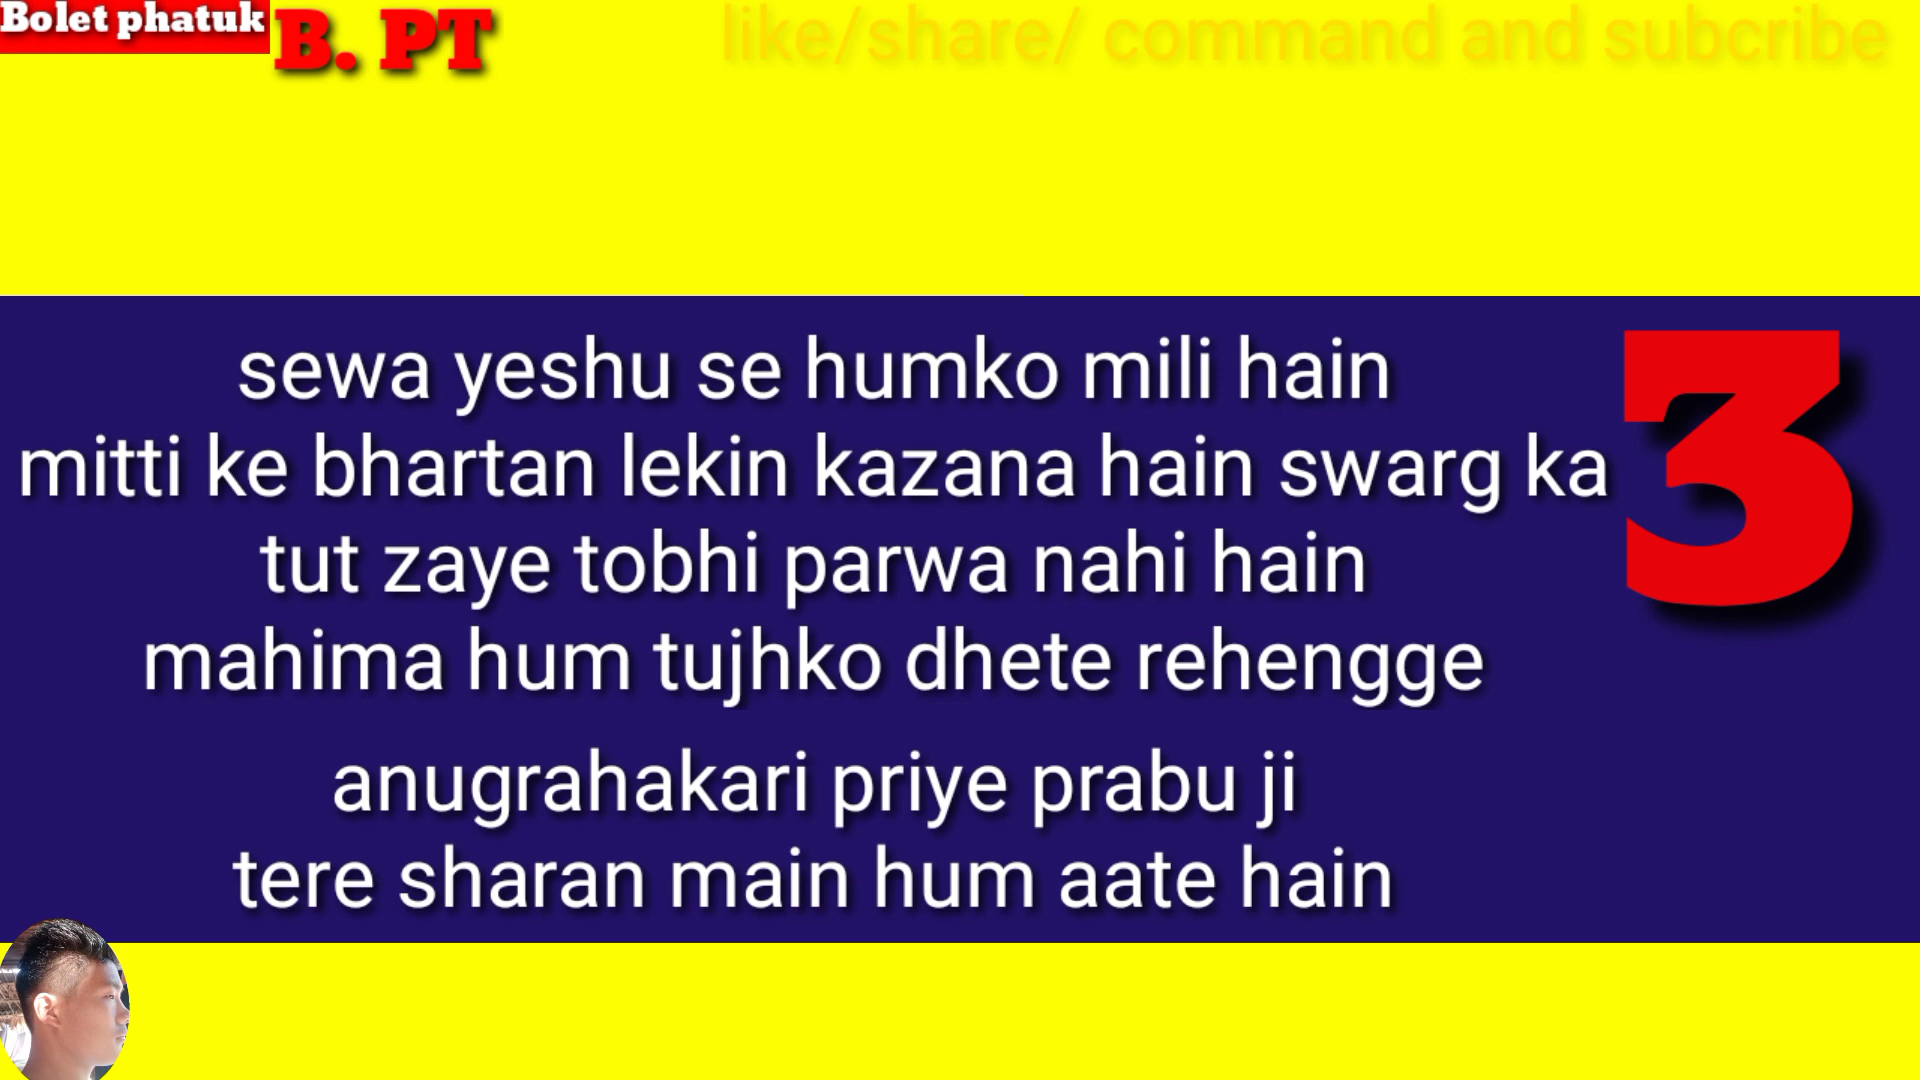 Bolet phatuk
B. PT
like/share/ command and subcribe
3
sewa yeshu se humko mili hain
mitti ke bhartan lekin kazana hain swarg ka
tut zaye tobhi parwa nahi hain
mahima hum tujhko dhete rehengge
anugrahakari priye prabu ji
tere sharan main hum aate hain